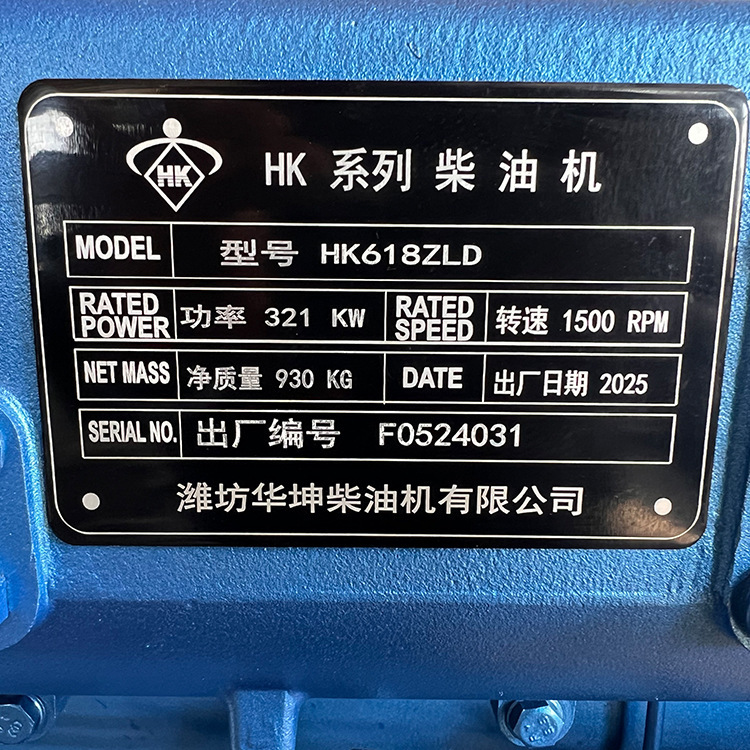 HK
HK 系列 柴 油 机
MODEL 型号 HK618ZLD
RATED POWER 功率 321 KW RATED SPEED 转速 1500 RPM
NET MASS 净质量 930 KG DATE 出厂日期 2025
SERIAL NO. 出厂编号 F0524031
潍坊华坤柴油机有限公司